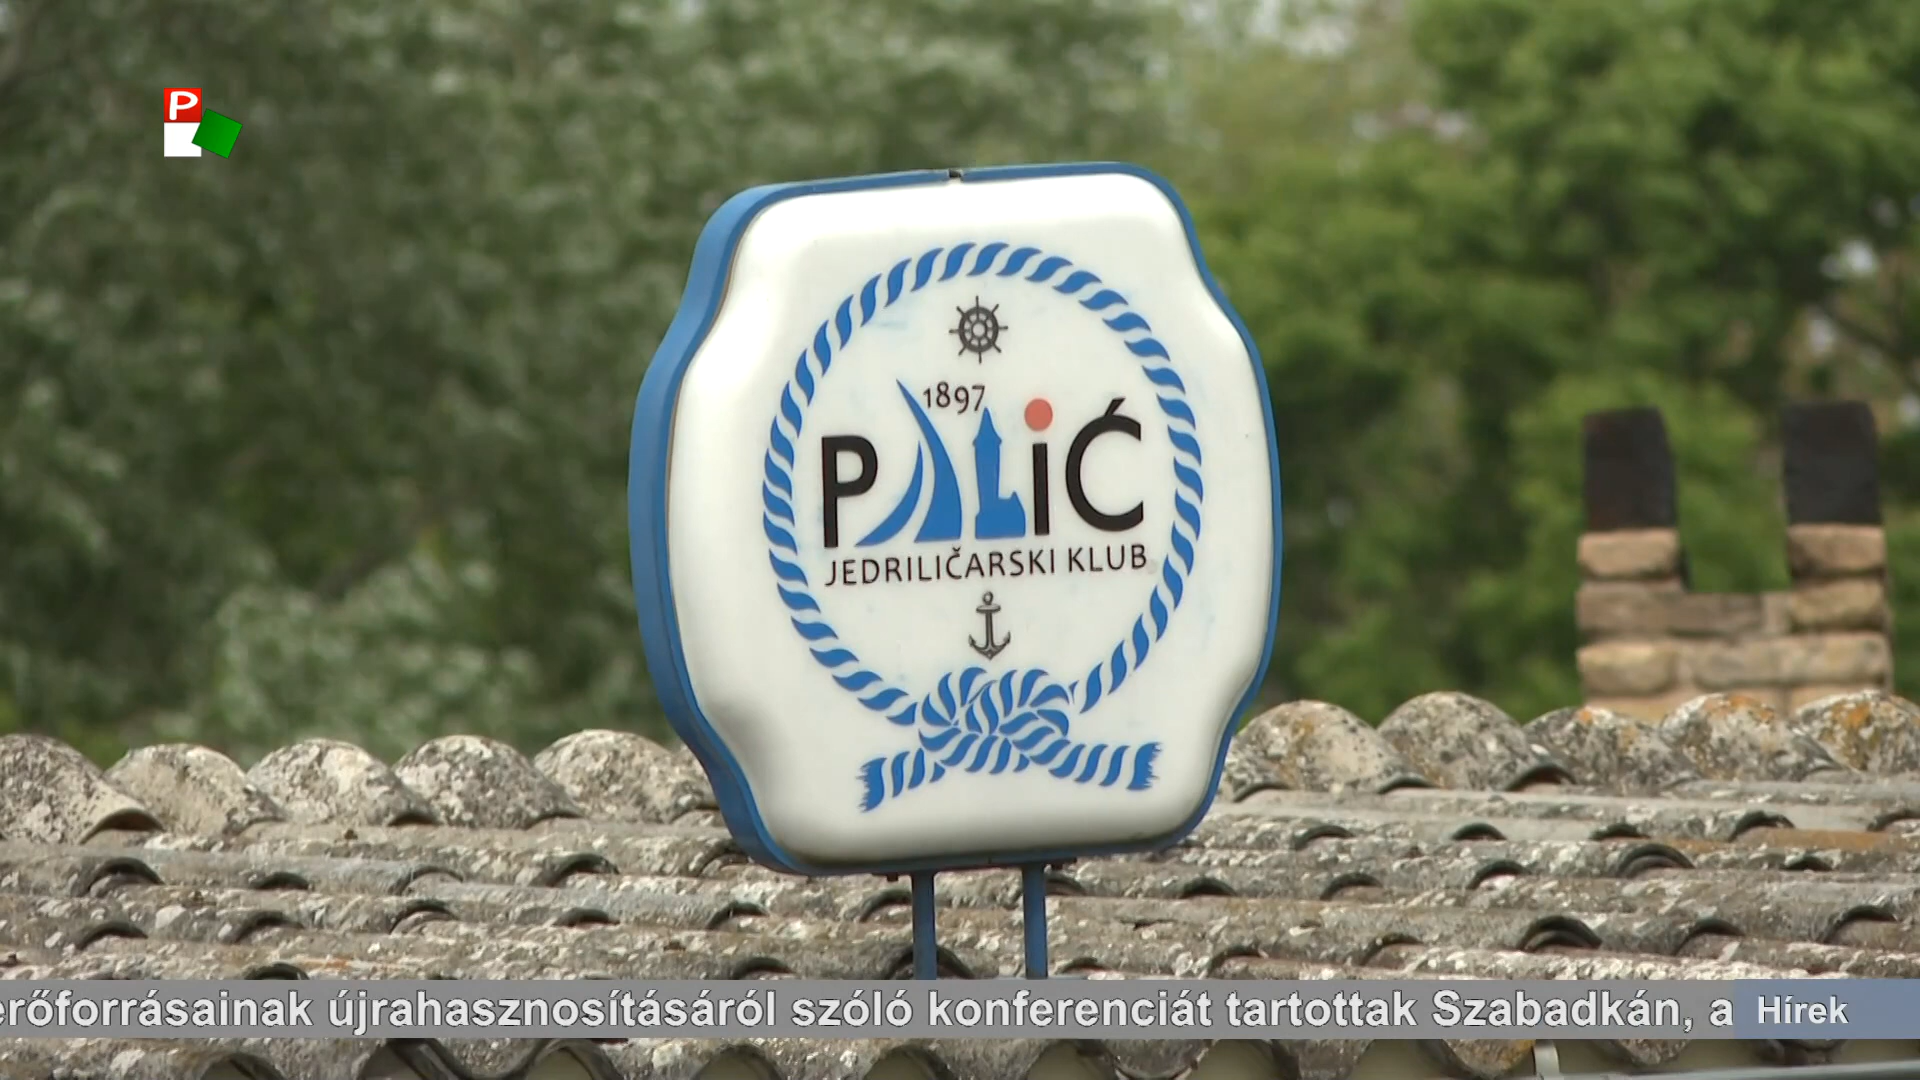 P
1897
PALIĆ
JEDRILIČARSKI KLUB
erőforrásainak újrahasznosításáról szóló konferenciát tartottak Szabadkán, a
Hírek